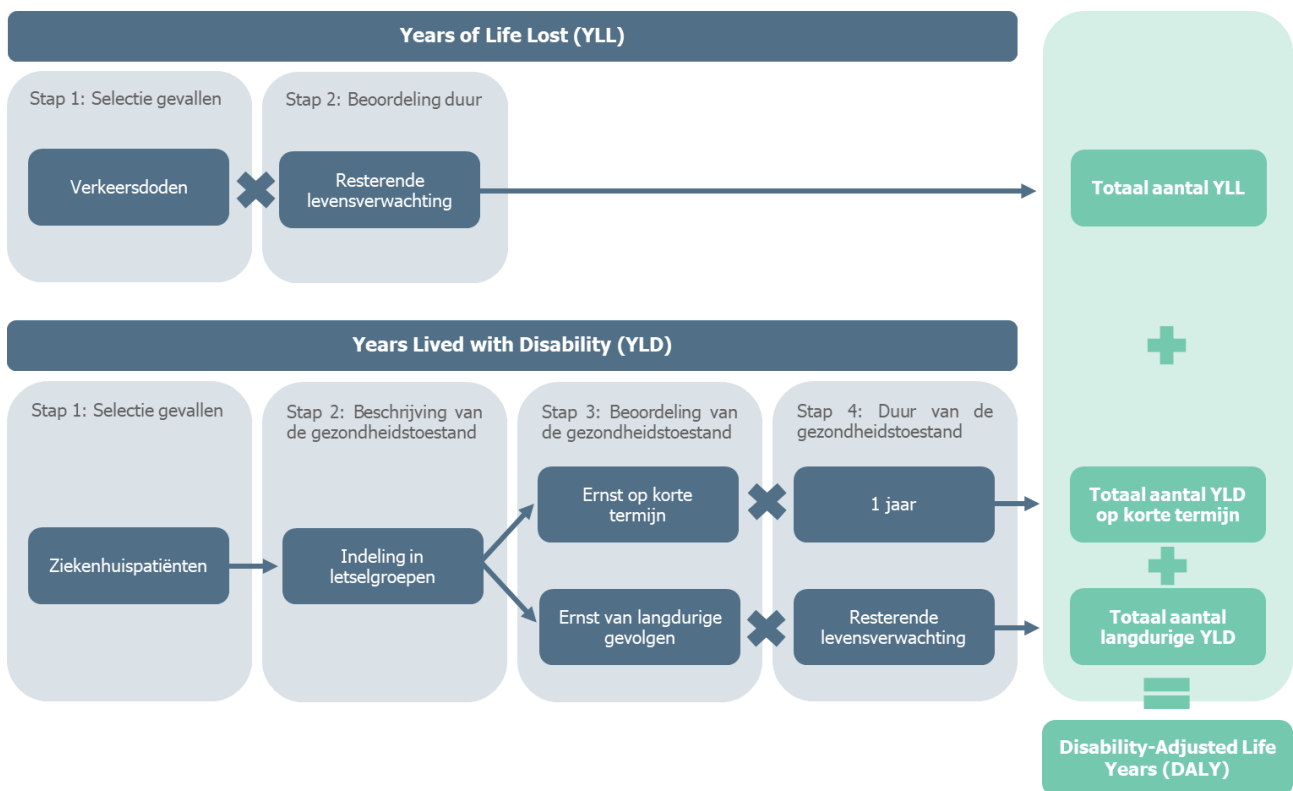 Years of Life Lost (YLL)
Stap 1: Selectie gevallen
Verkeersdoden
Stap 2: Beoordeling duur
Resterende
levensverwachting
Totaal aantal YLL
Years Lived with Disability (YLD)
Stap 1: Selectie gevallen
Ziekenhuispatiënten
Stap 2: Beschrijving van
de gezondheidstoestand
Indeling in
letselgroepen
Stap 3: Beoordeling van
de gezondheidstoestand
Ernst op korte
termijn
Ernst van langdurige
gevolgen
Stap 4: Duur van de
gezondheidstoestand
1 jaar
Resterende
levensverwachting
Totaal aantal YLD
op korte termijn
Totaal aantal
langdurige YLD
Disability-Adjusted Life
Years (DALY)